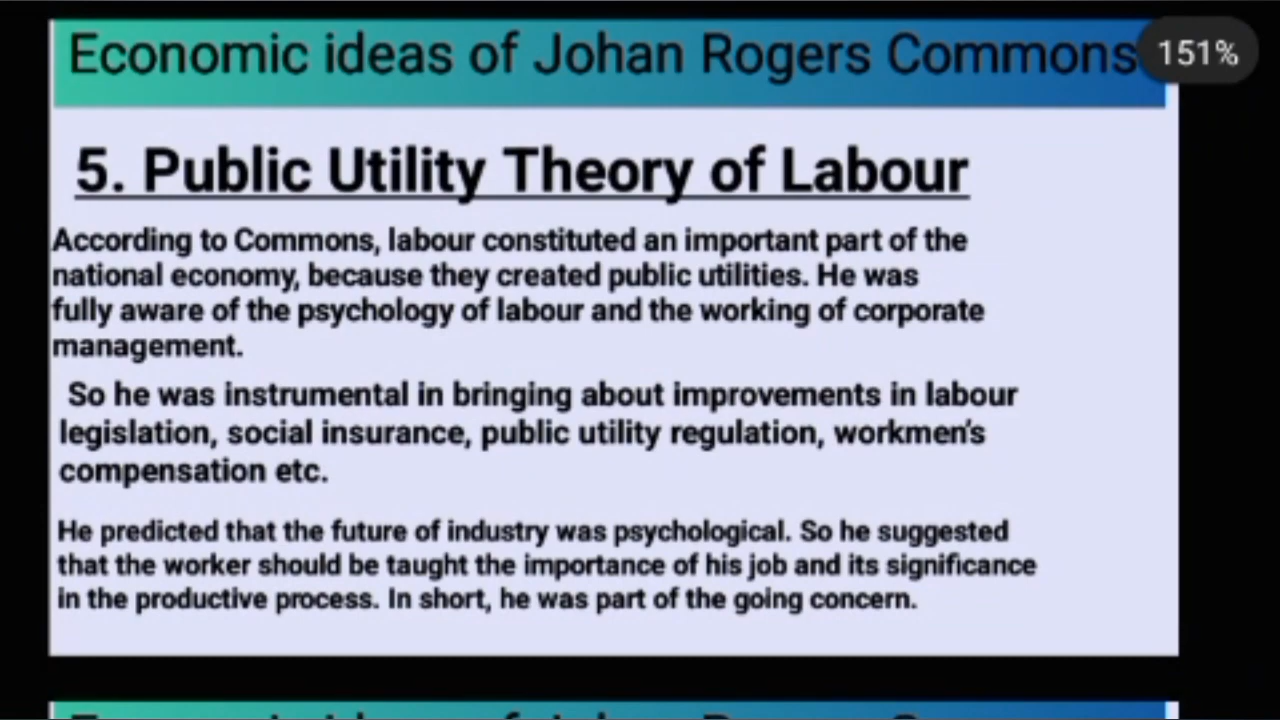 Economic ideas of Johan Rogers Commons
151%
5. Public Utility Theory of Labour
According to Commons, labour constituted an important part of the
national economy, because they created public utilities. He was
fully aware of the psychology of labour and the working of corporate
management.
So he was instrumental in bringing about improvements in labour
legislation, social insurance, public utility regulation, workmen's
compensation etc.
He predicted that the future of industry was psychological. So he suggested
that the worker should be taught the importance of his job and its significance
in the productive process. In short, he was part of the going concern.